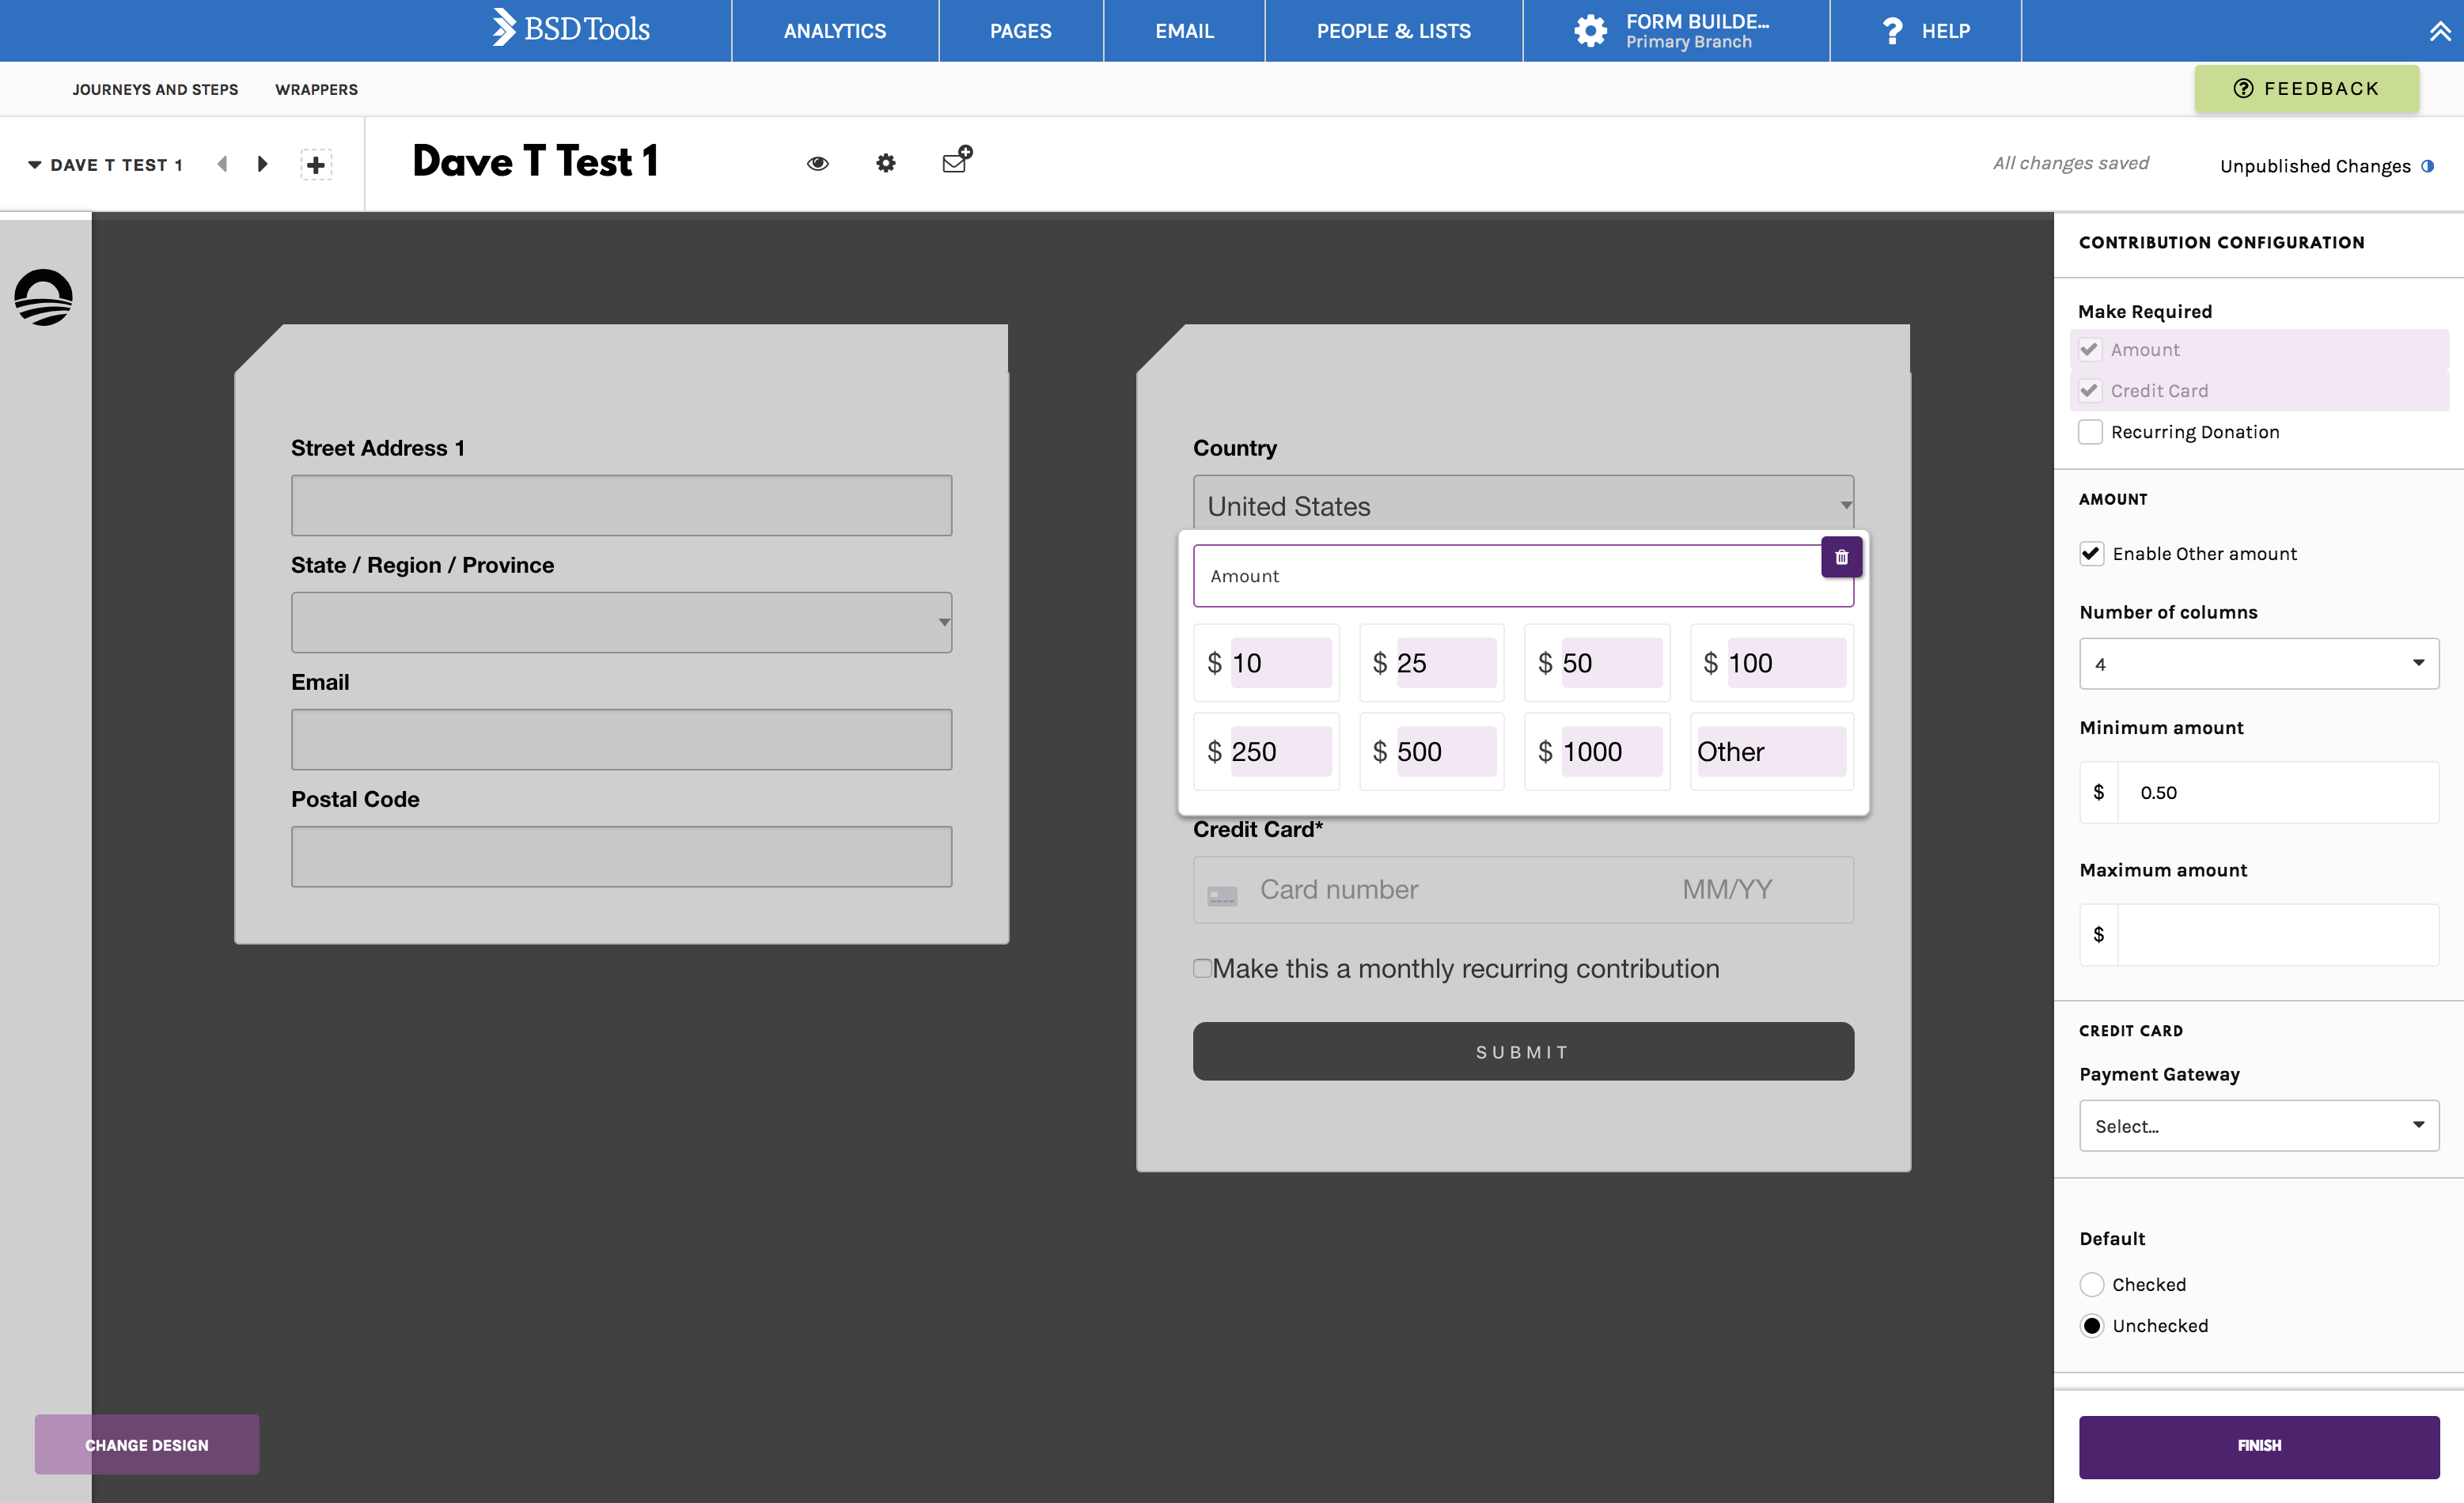 BSD Tools
ANALYTICS
PAGES
EMAIL
PEOPLE & LISTS
FORM BUILDE...
Primary Branch
? HELP
JOURNEYS AND STEPS
WRAPPERS
? FEEDBACK
DAVE T TEST 1
Dave T Test 1
All changes saved
Unpublished Changes
Street Address 1
State / Region / Province
Email
Postal Code
Country
United States
Amount
$ 10
$ 25
$ 50
$ 100
$ 250
$ 500
$ 1000
Other
Credit Card*
Card number
MM/YY
Make this a monthly recurring contribution
SUBMIT
CHANGE DESIGN
CONTRIBUTION CONFIGURATION
Make Required
Amount
Credit Card
Recurring Donation
AMOUNT
Enable Other amount
Number of columns
4
Minimum amount
$ 0.50
Maximum amount
$
CREDIT CARD
Payment Gateway
Select...
Default
Checked
Unchecked
FINISH